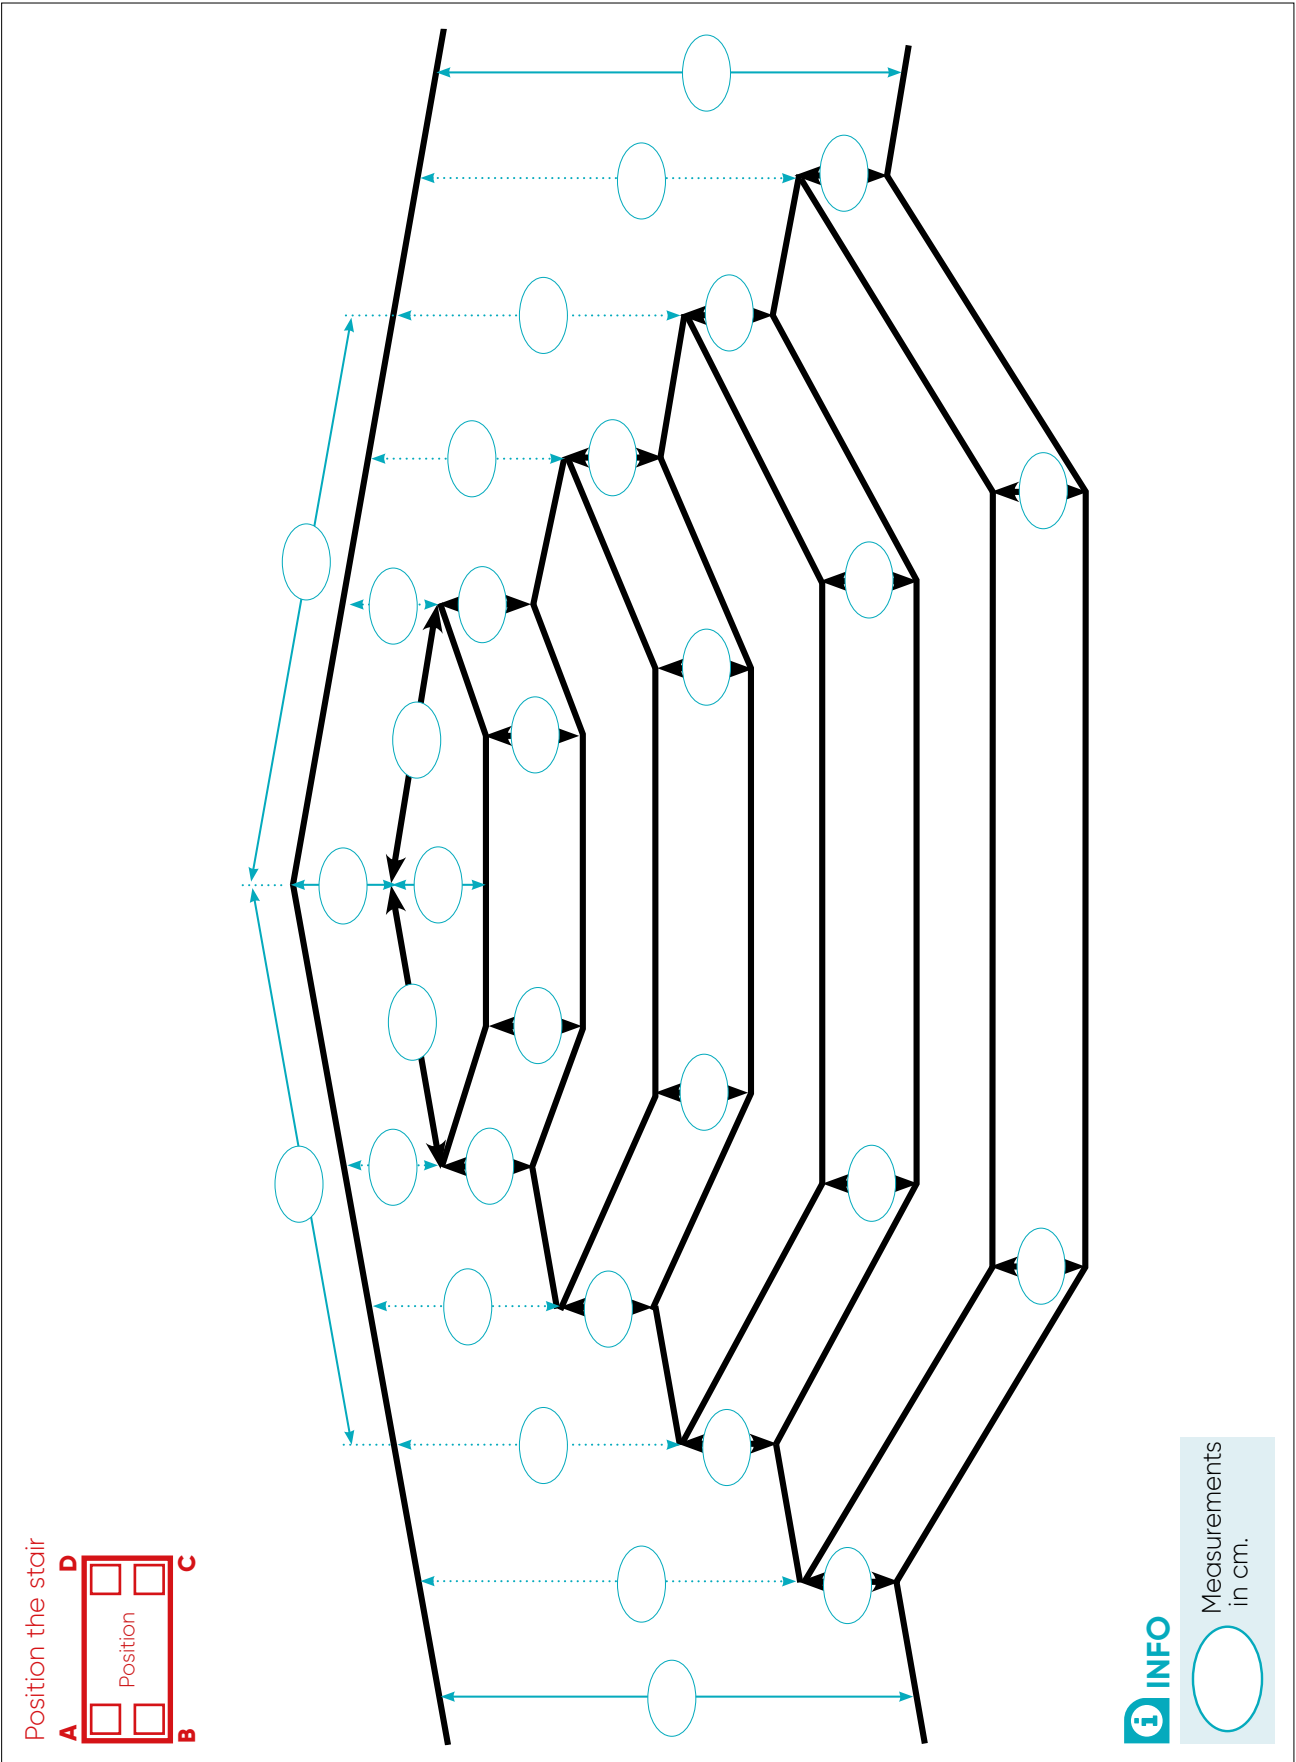 Position the stair
A
D
Position
B
C
i INFO
Measurements
in cm.